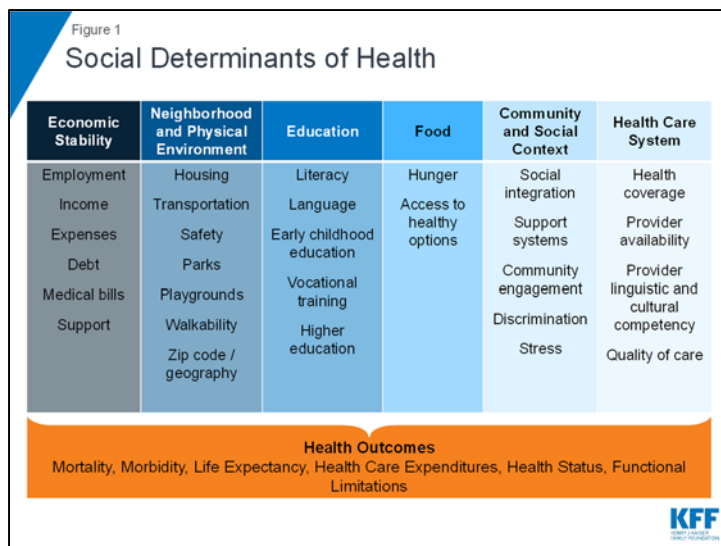 Figure 1
Social Determinants of Health
Economic
Stability
Employment
Income
Expenses
Debt
Medical bills
Support
Neighborhood
and Physical
Environment
Housing
Transportation
Safety
Parks
Playgrounds
Walkability
Zip code /
geography
Education
Literacy
Language
Early childhood
education
Vocational
training
Higher
education
Food
Hunger
Access to
healthy
options
Community
and Social
Context
Social
integration
Support
systems
Community
engagement
Discrimination
Stress
Health Care
System
Health
coverage
Provider
availability
Provider
linguistic and
cultural
competency
Quality of care
Health Outcomes
Mortality, Morbidity, Life Expectancy, Health Care Expenditures, Health Status, Functional
Limitations
KFF
HENRY J KAISER
FAMILY FOUNDATION